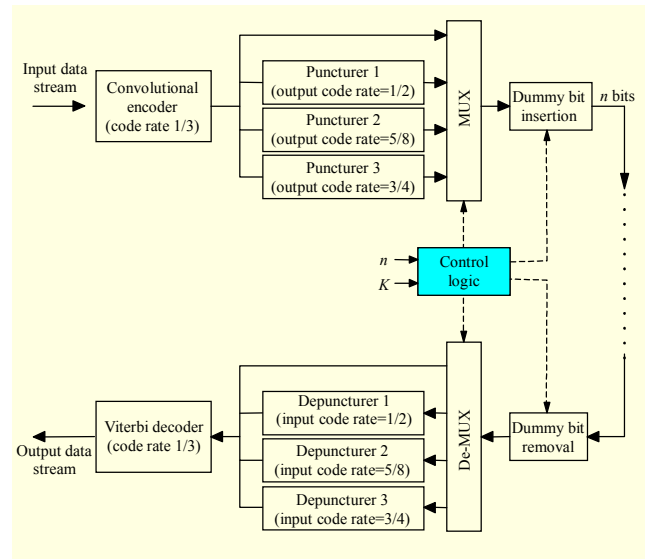 Input data
stream
Convolutional
encoder
(code rate 1/3)
Puncturer 1
(output code rate=1/2)
Puncturer 2
(output code rate=5/8)
Puncturer 3
(output code rate=3/4)
MUX
Dummy bit
insertion
n bits
n
K
Control
logic
Output data
stream
Viterbi decoder
(code rate 1/3)
Depuncturer 1
(input code rate=1/2)
Depuncturer 2
(input code rate=5/8)
Depuncturer 3
(input code rate=3/4)
De-MUX
Dummy bit
removal